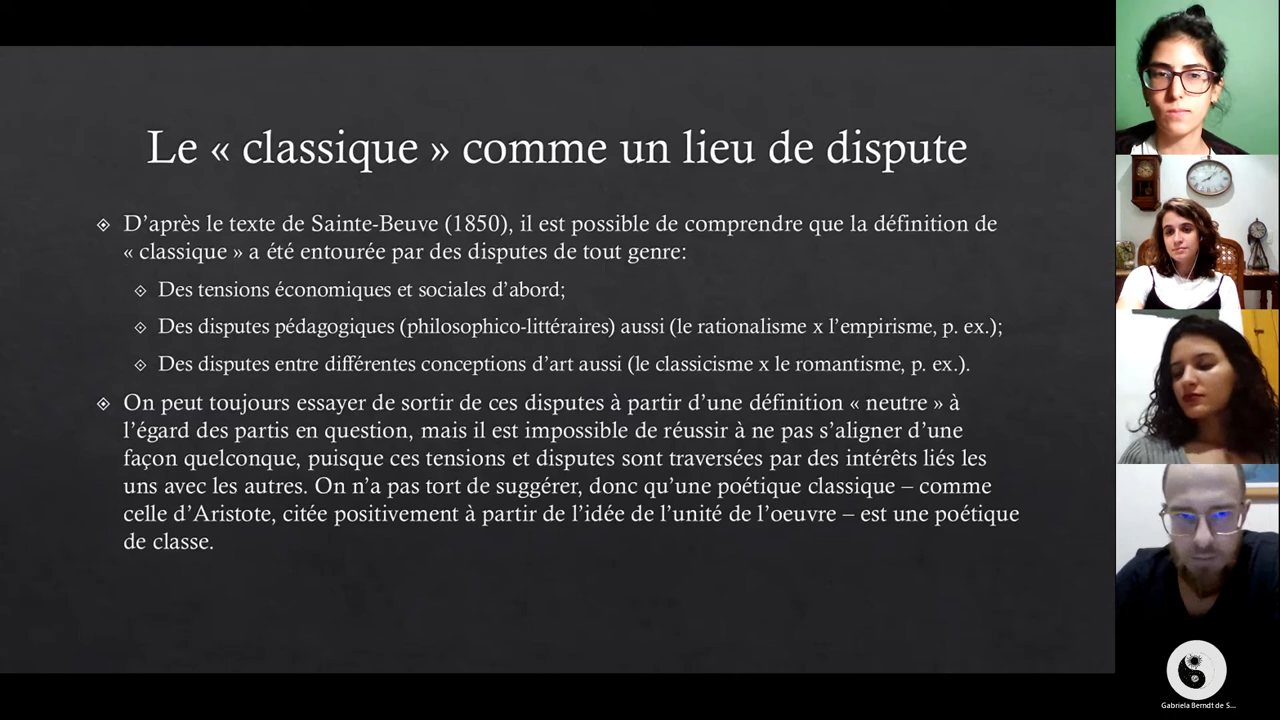 Le « classique » comme un lieu de dispute
D'après le texte de Sainte-Beuve (1850), il est possible de comprendre que la définition de
« classique » a été entourée par des disputes de tout genre:
Des tensions économiques et sociales d'abord;
Des disputes pédagogiques (philosophico-littéraires) aussi (le rationalisme x l'empirisme, p. ex.);
Des disputes entre différentes conceptions d'art aussi (le classicisme x le romantisme, p. ex.).
On peut toujours essayer de sortir de ces disputes à partir d'une définition « neutre » à
l'égard des partis en question, mais il est impossible de réussir à ne pas s'aligner d'une
façon quelconque, puisque ces tensions et disputes sont traversées par des intérêts liés les
uns avec les autres. On n'a pas tort de suggérer, donc qu'une poétique classique – comme
celle d'Aristote, citée positivement à partir de l'idée de l'unité de l'oeuvre – est une poétique
de classe.
Gabriela Berndt de S...